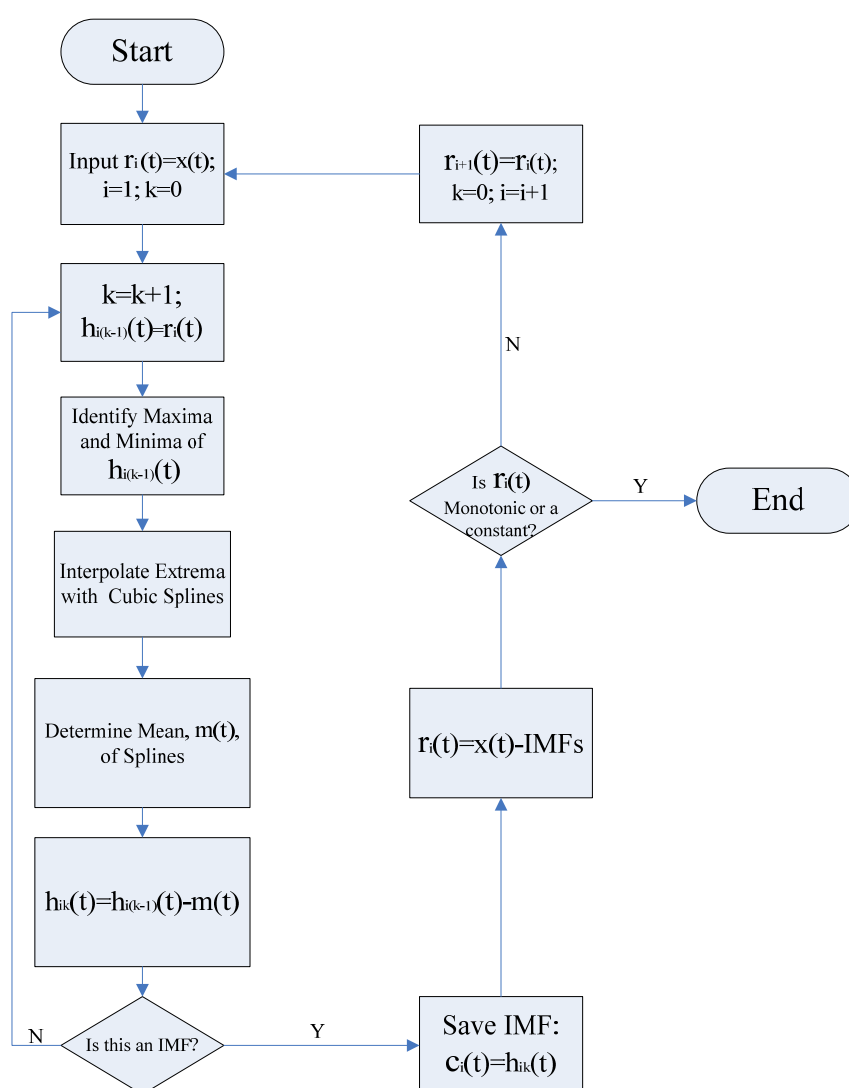 Start
Input rᵢ(t)=x(t);
i=1; k=0
k=k+1;
hᵢ₍ₖ₋₁₎(t)=rᵢ(t)
Identify Maxima
and Minima of
hᵢ₍ₖ₋₁₎(t)
Interpolate Extrema
with Cubic Splines
Determine Mean, m(t),
of Splines
hᵢₖ(t)=hᵢ₍ₖ₋₁₎(t)-m(t)
Is this an IMF?
N
Y
Save IMF:
cᵢ(t)=hᵢₖ(t)
rᵢ(t)=x(t)-IMFs
Is rᵢ(t)
Monotonic or a
constant?
Y
End
N
rᵢ₊₁(t)=rᵢ(t);
k=0; i=i+1